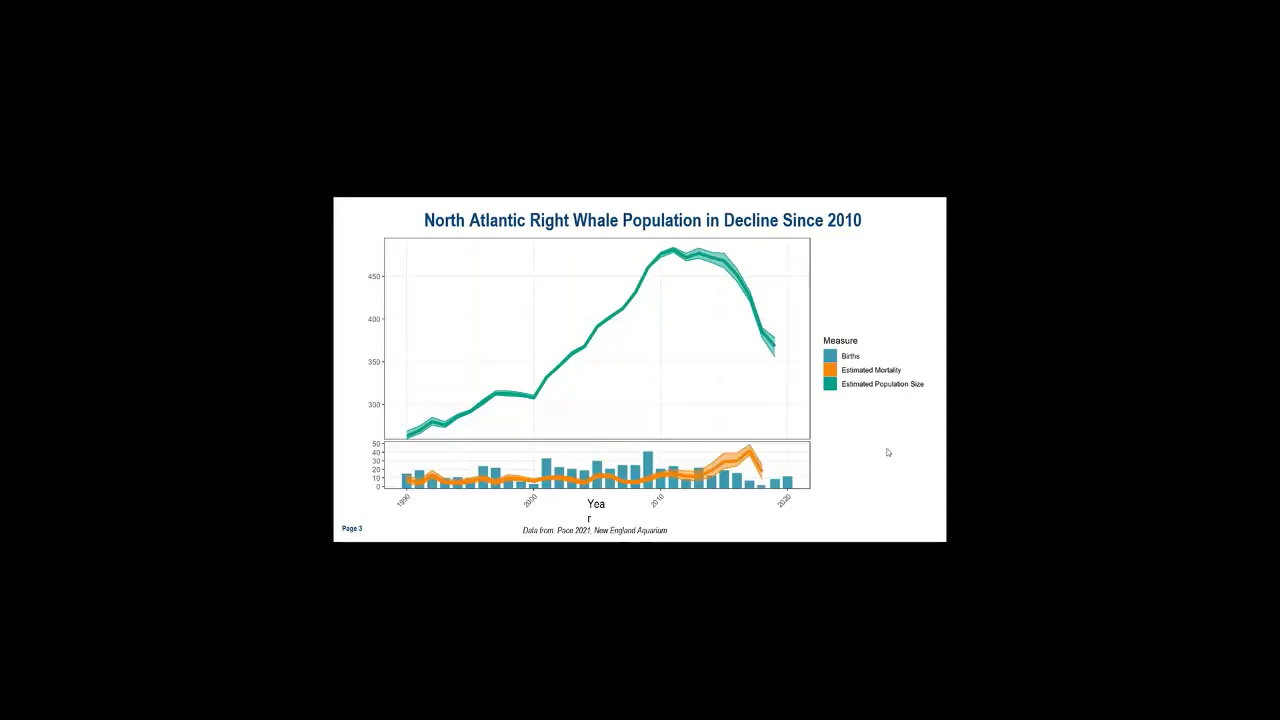 North Atlantic Right Whale Population in Decline Since 2010
450
400
350
300
50
40
30
20
10
0
1990
2000
2010
2020
Yea
r
Measure
Births
Estimated Mortality
Estimated Population Size
Page 3
Data from: Pace 2021, New England Aquarium